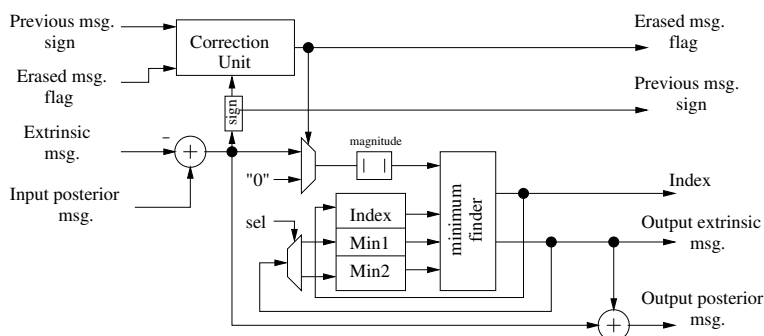 Previous msg.
sign
Erased msg.
flag
Extrinsic
msg.
Input posterior
msg.
Correction
Unit
sign
−
+
"0"
magnitude
| |
sel
Index
Min1
Min2
minimum
finder
+
Erased msg.
flag
Previous msg.
sign
Index
Output extrinsic
msg.
Output posterior
msg.